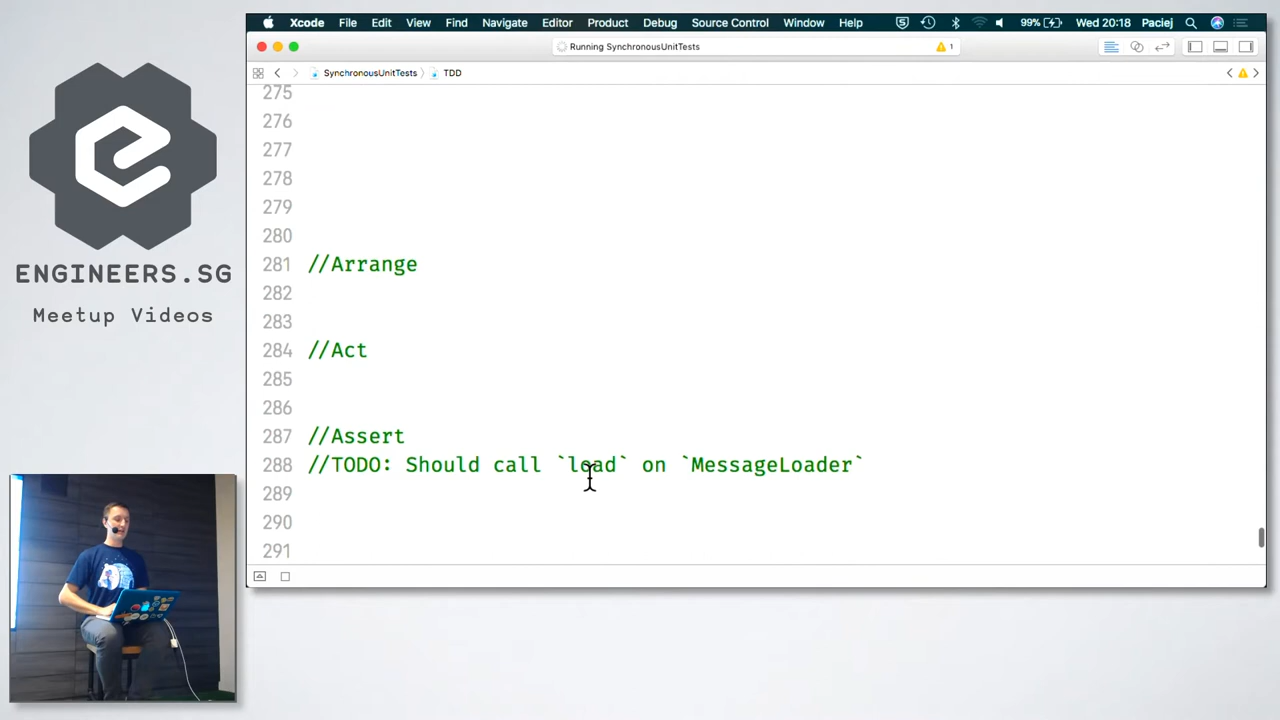 Xcode File Edit View Find Navigate Editor Product Debug Source Control Window Help 99% Wed 20:18 Paciej
Running SynchronousUnitTests 1
SynchronousUnitTests TDD
275
276
277
278
279
280
281 //Arrange
282
283
284 //Act
285
286
287 //Assert
288 //TODO: Should call `load` on `MessageLoader`
289
290
291
ENGINEERS.SG
Meetup Videos